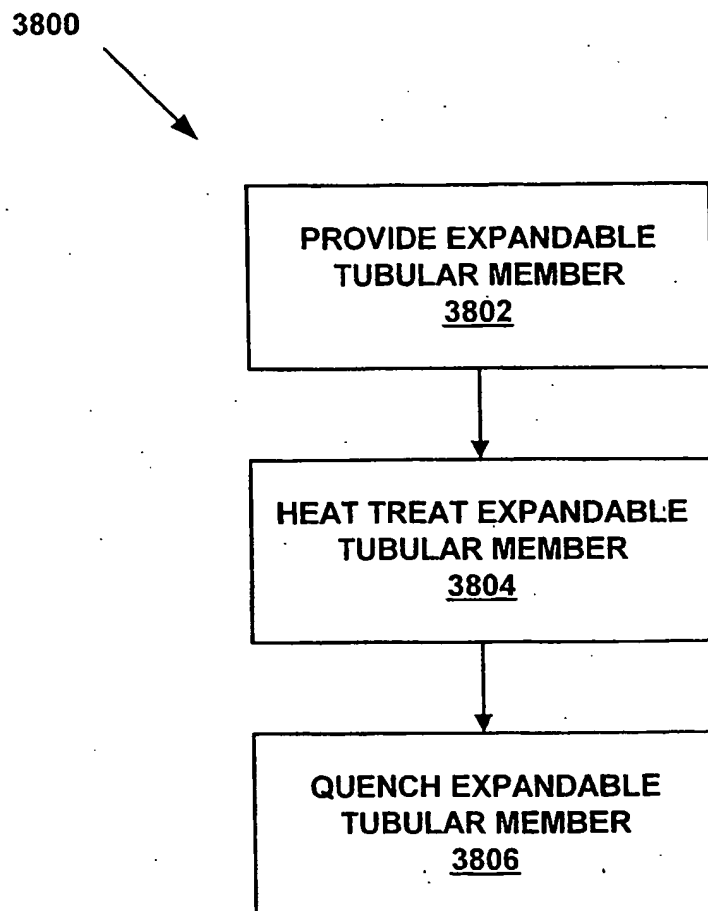 3800
PROVIDE EXPANDABLE
TUBULAR MEMBER
3802
HEAT TREAT EXPANDABLE
TUBULAR MEMBER
3804
QUENCH EXPANDABLE
TUBULAR MEMBER
3806